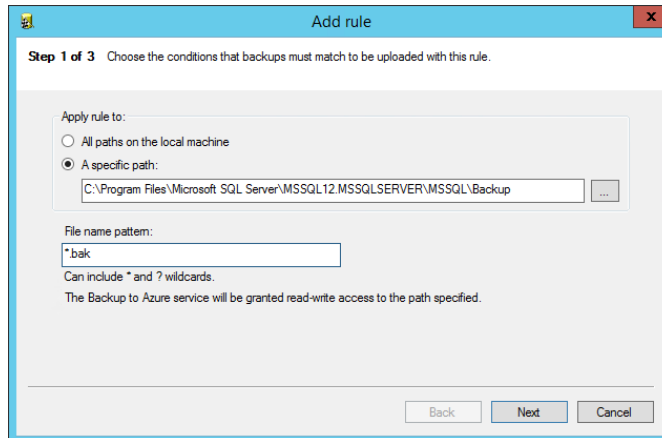 Add rule
x
Step 1 of 3 Choose the conditions that backups must match to be uploaded with this rule.
Apply rule to:
All paths on the local machine
A specific path:
C:\Program Files\Microsoft SQL Server\MSSQL12.MSSQLSERVER\MSSQL\Backup
...
File name pattern:
*.bak
Can include * and ? wildcards.
The Backup to Azure service will be granted read-write access to the path specified.
Back Next Cancel